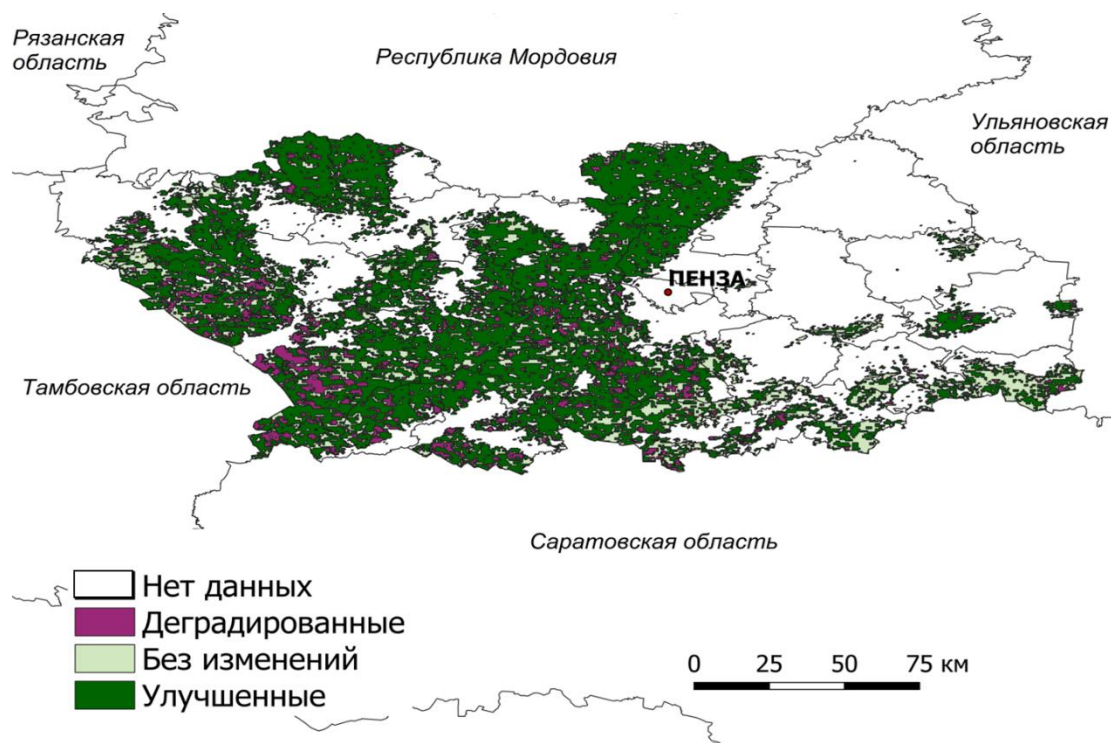 Рязанская
область
Республика Мордовия
Ульяновская
область
ПЕНЗА
Тамбовская область
Саратовская область
Нет данных
Деградированные
Без изменений
Улучшенные
0 25 50 75 км